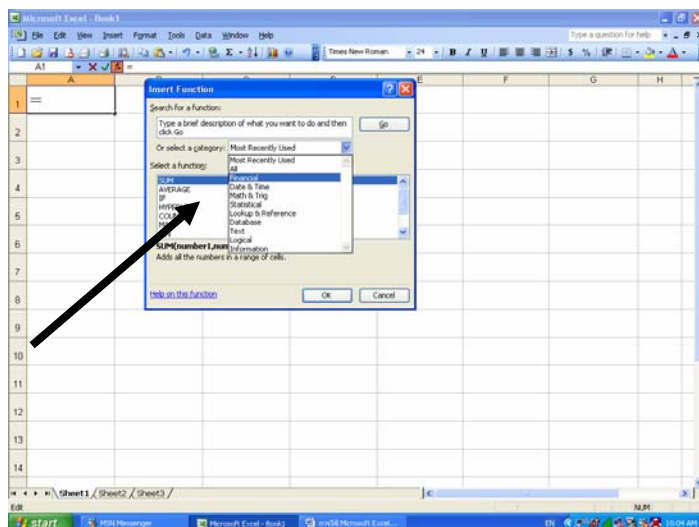 Microsoft Excel - Book1
File Edit View Insert Format Tools Data Window Help
Type a question for help
Times New Roman 24 B I U $ %
A1 =
A E F G H
1 =
2
3
4
5
6
7
8
9
10
11
12
13
14
Insert Function
Search for a function:
Type a brief description of what you want to do and then
click Go
Go
Or select a category: Most Recently Used
Most Recently Used
All
Financial
Date & Time
Math & Trig
Statistical
Lookup & Reference
Database
Text
Logical
Information
Select a function:
SUM
AVERAGE
IF
SUM(number1,num
Adds all the numbers in a range of cells.
Help on this function
OK Cancel
Sheet1 Sheet2 Sheet3
Edit NUM
start MSN Messenger Microsoft Excel - Book1 Microsoft Excel... EN 10:04 AM